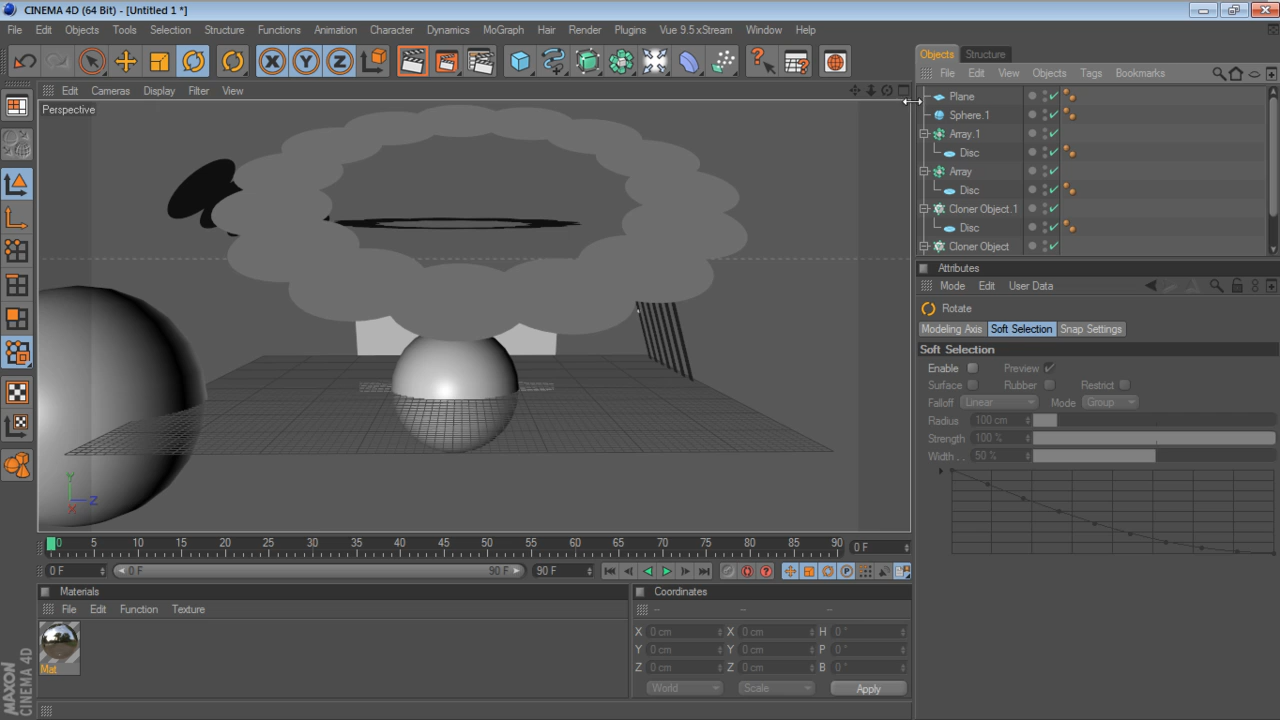 CINEMA 4D (64 Bit) - [Untitled 1 *]
File Edit Objects Tools Selection Structure Functions Animation Character Dynamics MoGraph Hair Render Plugins Vue 9.5 xStream Window Help
Edit Cameras Display Filter View
Perspective
Y
Z
X
Objects Structure
File Edit View Objects Tags Bookmarks
Plane
Sphere.1
Array.1
Disc
Array
Disc
Cloner Object.1
Disc
Cloner Object
Attributes
Mode Edit User Data
Rotate
Modeling Axis Soft Selection Snap Settings
Soft Selection
Enable Preview
Surface Rubber Restrict
Falloff Linear Mode Group
Radius 100 cm
Strength 100 %
Width . . 50 %
0 5 10 15 20 25 30 35 40 45 50 55 60 65 70 75 80 85 90 0 F
0 F 0 F 90 F 90 F
Materials
File Edit Function Texture
Mat
Coordinates
-- -- --
X 0 cm X 0 cm H 0 °
Y 0 cm Y 0 cm P 0 °
Z 0 cm Z 0 cm B 0 °
World Scale Apply
MAXON
CINEMA 4D